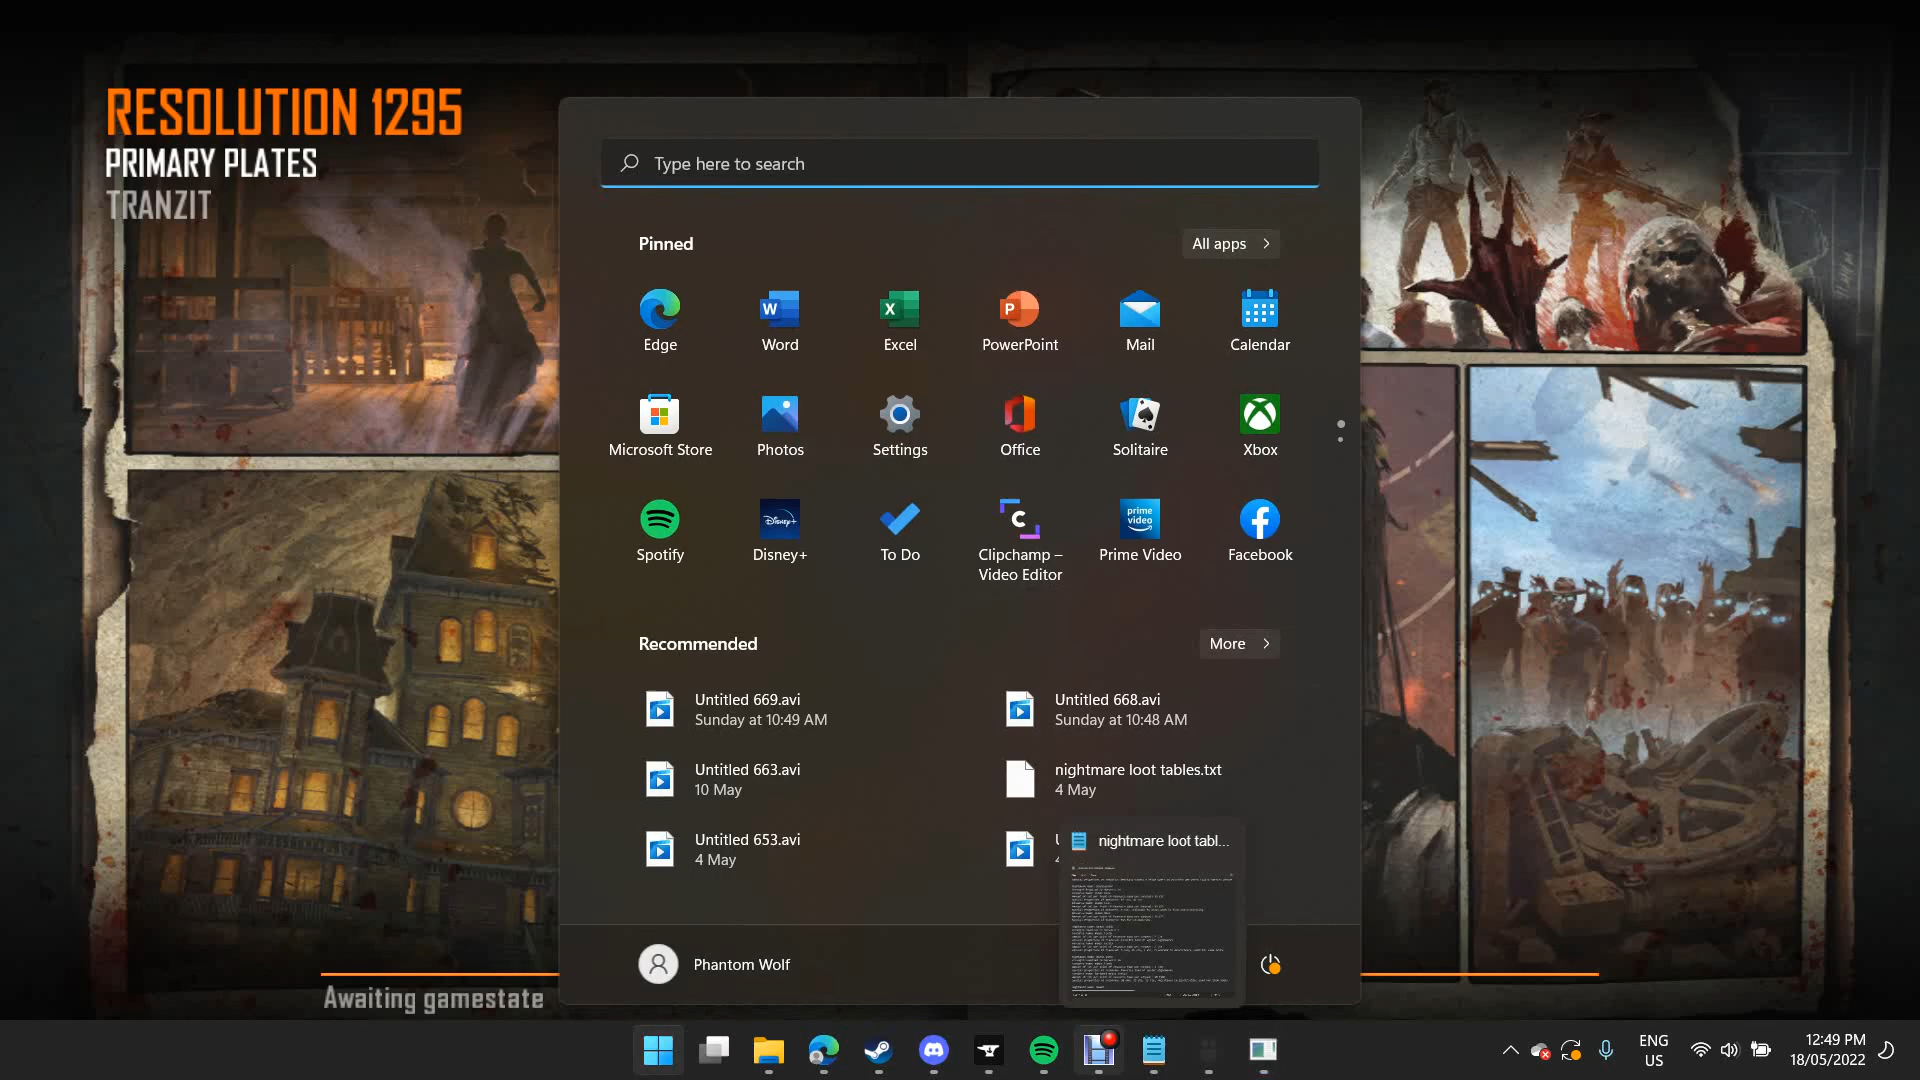 RESOLUTION 1295
PRIMARY PLATES
TRANZIT
Type here to search
Pinned
All apps
Edge
Word
Excel
PowerPoint
Mail
Calendar
Microsoft Store
Photos
Settings
Office
Solitaire
Xbox
Spotify
Disney+
To Do
Clipchamp –
Video Editor
prime
video
Prime Video
Facebook
Recommended
More
Untitled 669.avi
Sunday at 10:49 AM
Untitled 668.avi
Sunday at 10:48 AM
Untitled 663.avi
10 May
nightmare loot tables.txt
4 May
Untitled 653.avi
4 May
nightmare loot tabl...
Phantom Wolf
Awaiting gamestate
ENG
US
12:49 PM
18/05/2022